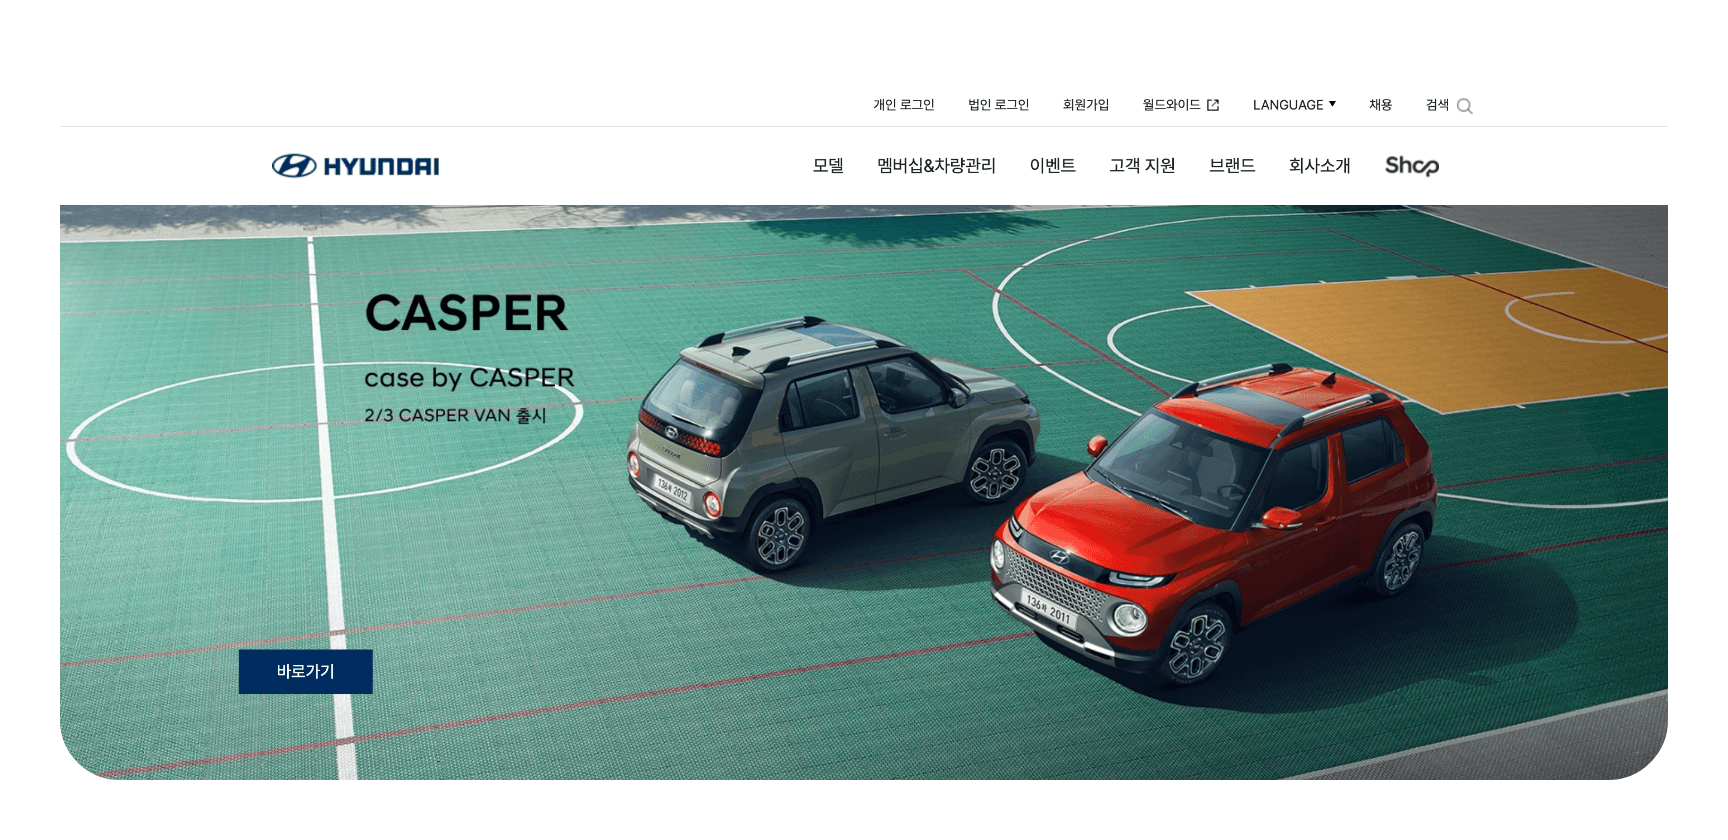 개인 로그인 법인 로그인 회원가입 월드와이드 LANGUAGE 채용 검색
HYUNDAI 모델 멤버십&차량관리 이벤트 고객 지원 브랜드 회사소개 Shop
CASPER
case by CASPER
2/3 CASPER VAN 출시
136라 2012
136라 2011
바로가기